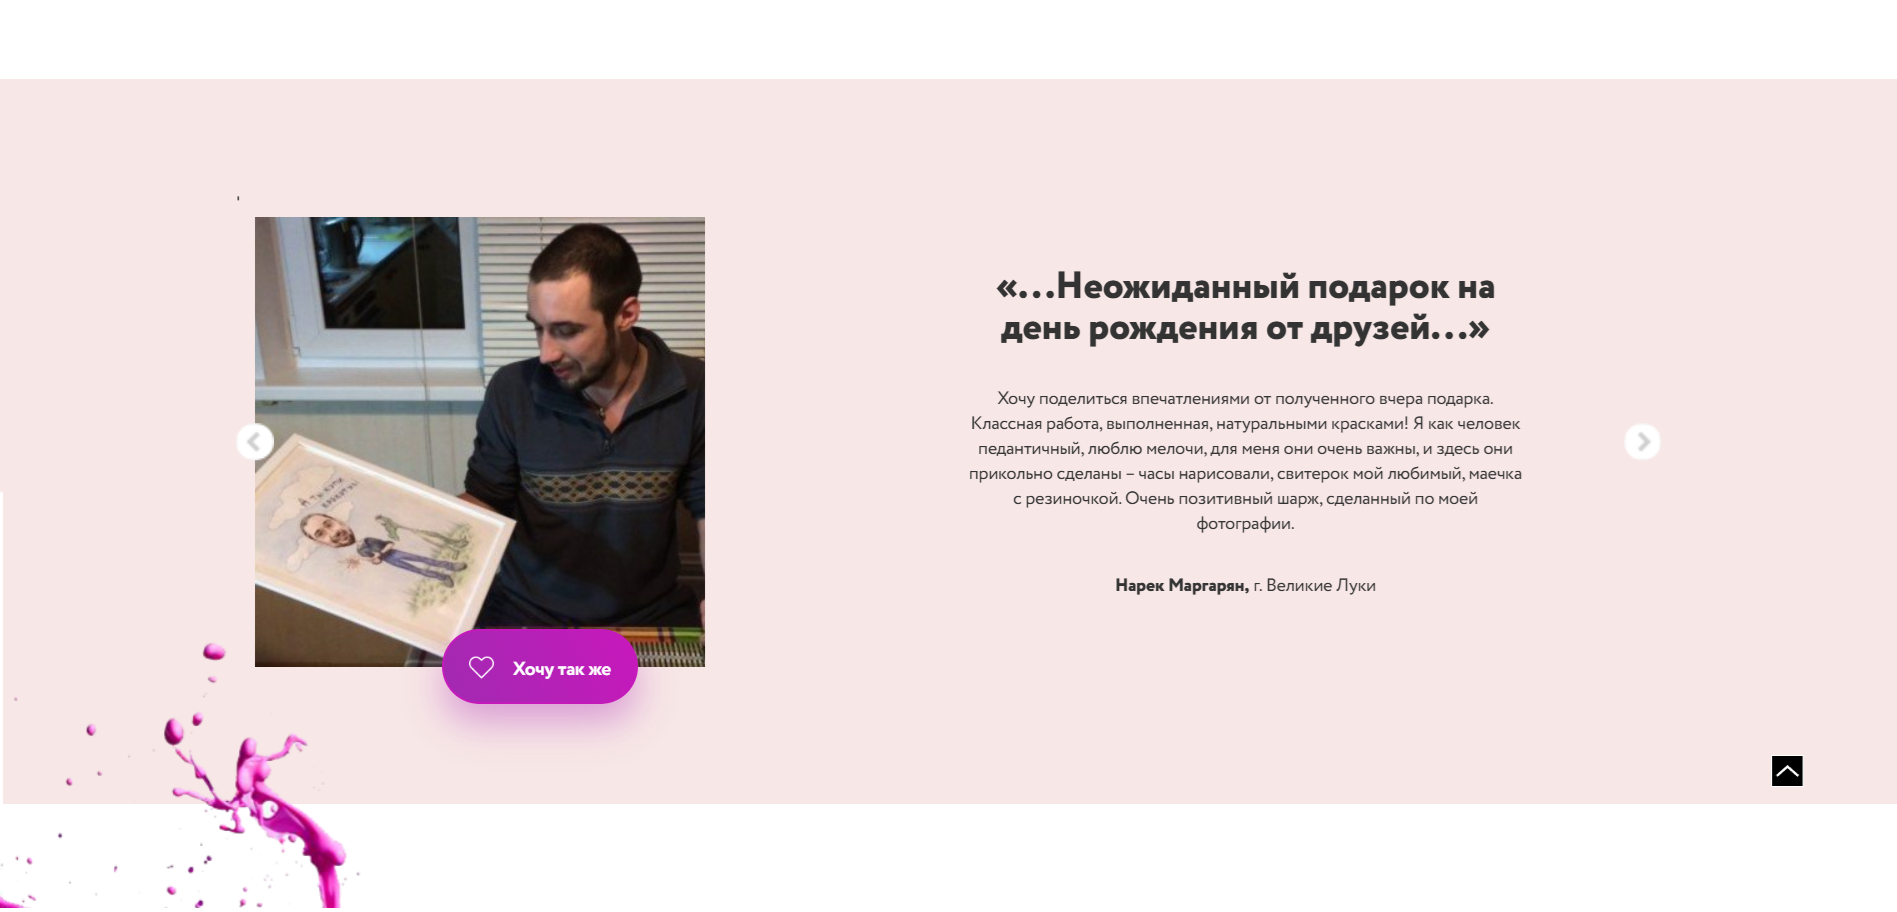 «...Неожиданный подарок на
день рождения от друзей...»
Хочу поделиться впечатлениями от полученного вчера подарка.
Классная работа, выполненная, натуральными красками! Я как человек
педантичный, люблю мелочи, для меня они очень важны, и здесь они
прикольно сделаны – часы нарисовали, свитерок мой любимый, маечка
с резиночкой. Очень позитивный шарж, сделанный по моей
фотографии.
Нарек Маргарян, г. Великие Луки
Хочу так же